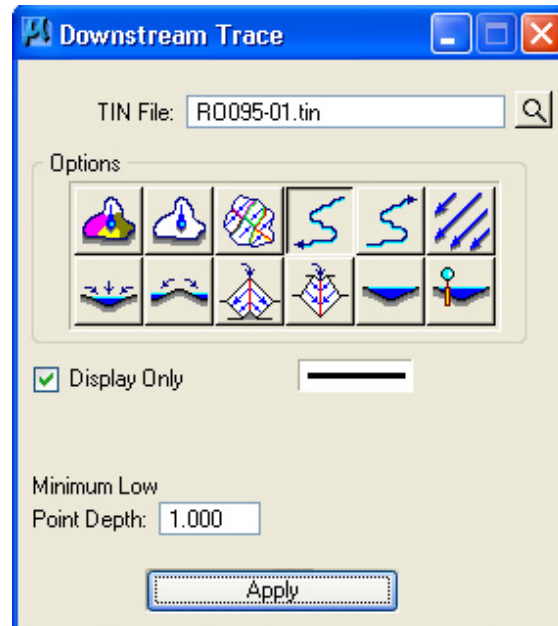 Downstream Trace
TIN File: RO095-01.tin
Options
Display Only
Minimum Low
Point Depth: 1.000
Apply